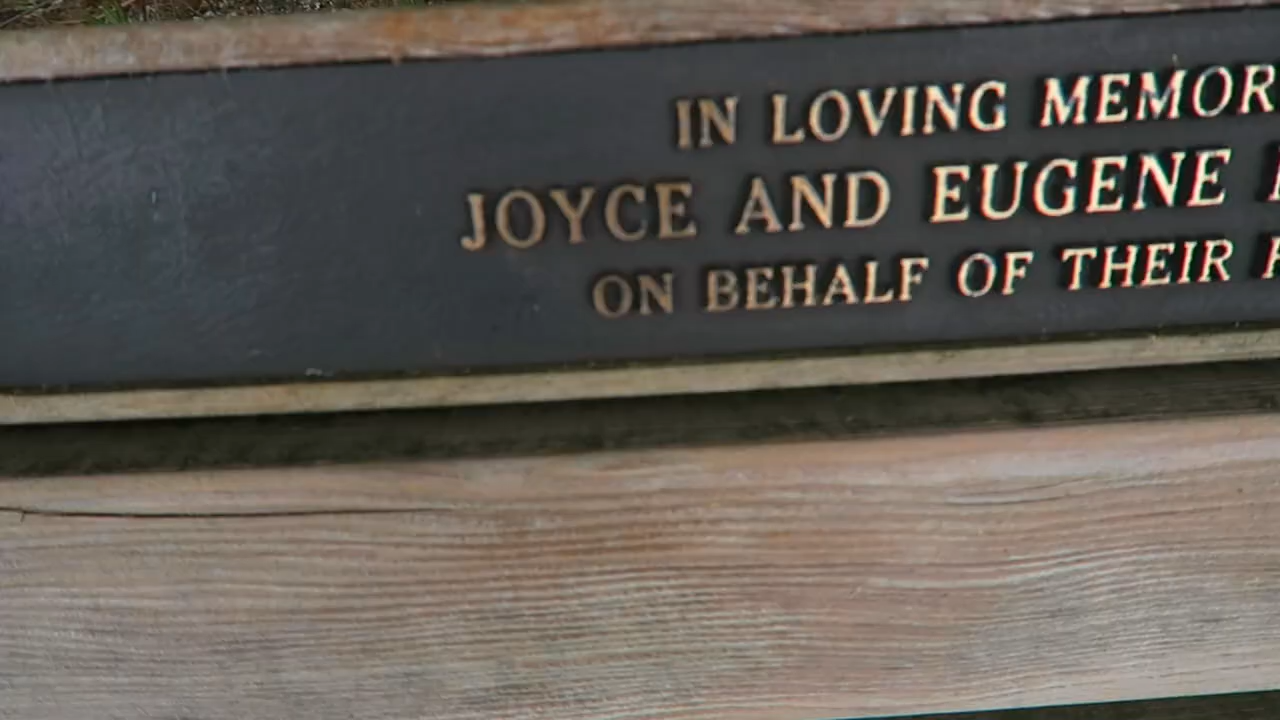 IN LOVING MEMOR
JOYCE AND EUGENE
ON BEHALF OF THEIR